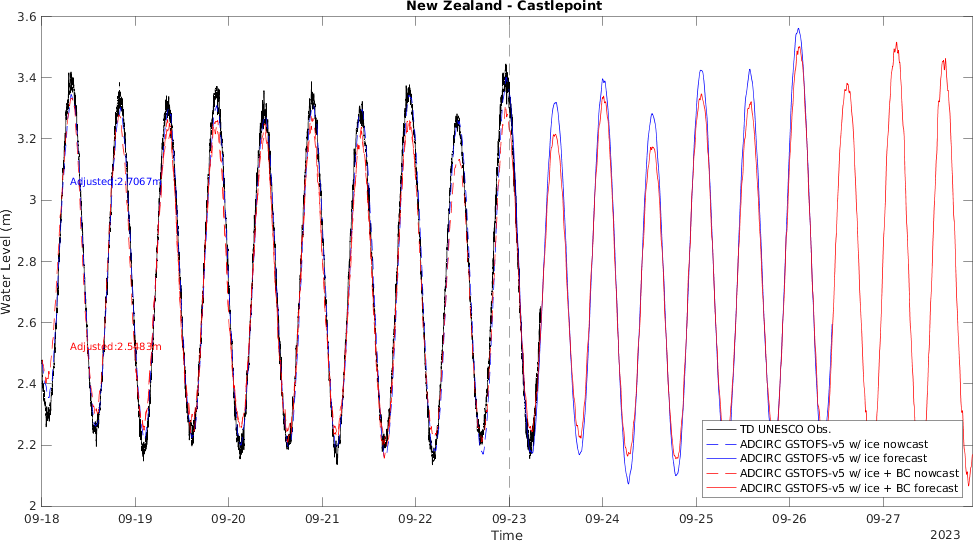 New Zealand - Castlepoint
3.6
3.4
3.2
3
2.8
2.6
2.4
2.2
2
Water Level (m)
Adjusted:2.7067m
Adjusted:2.5483m
TD UNESCO Obs.
ADCIRC GSTOFS-v5 w/ ice nowcast
ADCIRC GSTOFS-v5 w/ ice forecast
ADCIRC GSTOFS-v5 w/ ice + BC nowcast
ADCIRC GSTOFS-v5 w/ ice + BC forecast
09-18 09-19 09-20 09-21 09-22 09-23 09-24 09-25 09-26 09-27
Time
2023